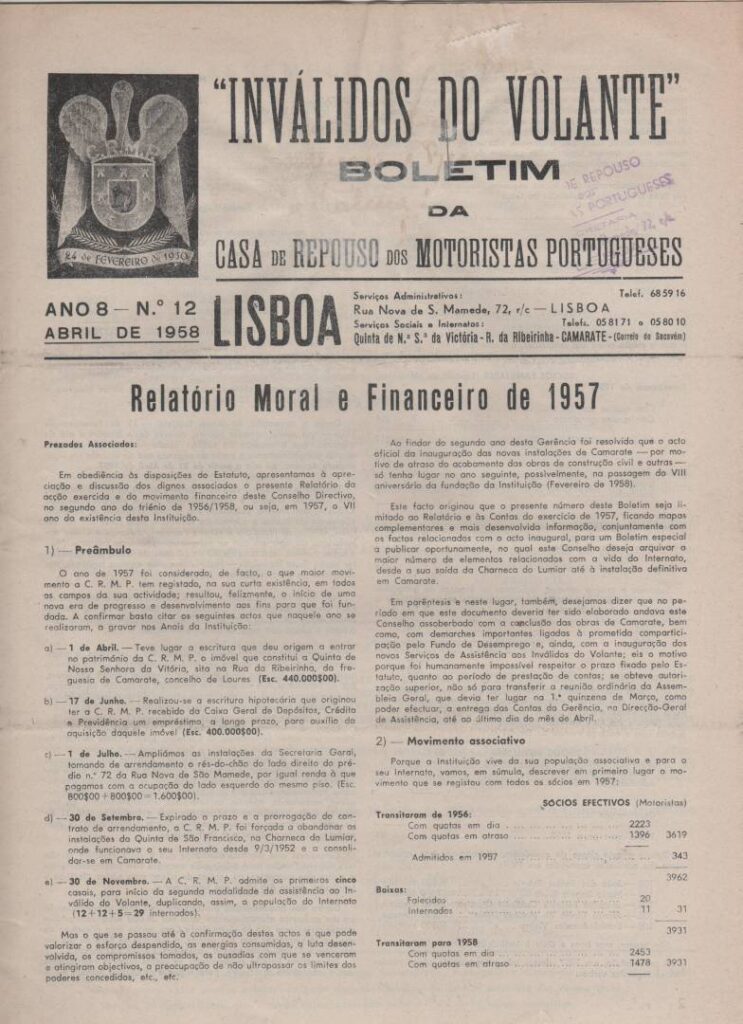 C.R.M.P.
24 de FEVEREIRO de 1950
"INVÁLIDOS DO VOLANTE"
BOLETIM
DA
CASA DE REPOUSO DOS MOTORISTAS PORTUGUESES
DE REPOUSO
PORTUGUESES
ANO 8 — N.º 12
ABRIL DE 1958
LISBOA
Serviços Administrativos: Telef. 685916
Rua Nova de S. Mamede, 72, r/c — LISBOA
Serviços Sociais e Internatos: Telefs. 058171 e 058010
Quinta de N.ª S.ª da Victória - R. da Ribeirinha - CAMARATE - (Correio de Sacavém)
Relatório Moral e Financeiro de 1957
Prezados Associados:
Em obediência às disposições do Estatuto, apresentamos à apre-
ciação e discussão dos dignos associados o presente Relatório da
acção exercida e do movimento financeiro deste Conselho Directivo,
no segundo ano do triénio de 1956/1958, ou seja, em 1957, o VII
ano da existência desta Instituição.
1) — Preâmbulo
O ano de 1957 foi considerado, de facto, o que maior movi-
mento a C. R. M. P. tem registado, na sua curta existência, em todos
os campos da sua actividade; resultou, felizmente, o início de uma
nova era de progresso e desenvolvimento aos fins para que foi fun-
dada. A confirmar basta citar os seguintes actos que naquele ano se
realizaram, a gravar nos Anais da Instituição:
a) — 1 de Abril. — Teve lugar a escritura que deu origem a entrar
no património da C. R. M. P. o imóvel que constitui a Quinta de
Nossa Senhora da Vitória, sito na Rua da Ribeirinha, da fre-
guesia de Camarate, concelho de Loures (Esc. 440.000$00).
b) — 17 de Junho. — Realizou-se a escritura hipotecária que originou
ter a C. R. M. P. recebido da Caixa Geral de Depósitos, Crédito
e Previdência um empréstimo, a longo prazo, para auxílio da
aquisição daquele imóvel (Esc. 400.000$00).
c) — 1 de Julho. — Ampliámos as instalações da Secretaria Geral,
tomando de arrendamento o rés-do-chão do lado direito do pré-
dio n.º 72 da Rua Nova de São Mamede, por igual renda à que
pagamos com a ocupação do lado esquerdo do mesmo piso. (Esc.
800$00 + 800$00 = 1.600$00).
d) — 30 de Setembro. — Expirado o prazo e a prorrogação do con-
trato de arrendamento, a C. R. M. P. foi forçada a abandonar as
instalações da Quinta de São Francisco, na Charneca do Lumiar,
onde funcionava o seu Internato desde 9/3/1952 e a consoli-
dar-se em Camarate.
e) — 30 de Novembro. — A C. R. M. P. admite os primeiros cinco
casais, para início da segunda modalidade de assistência ao In-
válido do Volante, duplicando, assim, a população do Internato
(12 + 12 + 5 = 29 internados).
Mas o que se passou até à confirmação destes actos é que pode
valorizar o esforço despendido, as energias consumidas, a luta desen-
volvida, os compromissos tomados, as ousadias com que se venceram
e atingiram objectivos, a preocupação de não ultrapassar os limites dos
poderes concedidos, etc., etc.
Ao findar do segundo ano desta Gerência foi resolvido que o acto
oficial da inauguração das novas instalações de Camarate — por mo-
tivo de atraso do acabamento das obras de construção civil e outras —
só tenha lugar no ano seguinte, possivelmente, na passagem do VIII
aniversário da fundação da Instituição (Fevereiro de 1958).
Este facto originou que o presente número deste Boletim seja li-
mitado ao Relatório e às Contas do exercício de 1957, ficando mapas
complementares e mais desenvolvida informação, conjuntamente com
os factos relacionados com o acto inaugural, para um Boletim especial
a publicar oportunamente, no qual este Conselho deseja arquivar o
maior número de elementos relacionados com a vida do Internato,
desde a sua saída da Charneca do Lumiar até à instalação definitiva
em Camarate.
Em parêntesis e neste lugar, também, desejamos dizer que no pe-
ríodo em que este documento deveria ter sido elaborado andava este
Conselho assoberbado com a conclusão das obras de Camarate, bem
como, com demarches importantes ligadas à prometida compartici-
pação pelo Fundo de Desemprego e, ainda, com a inauguração dos
novos Serviços de Assistência aos Inválidos do Volante; eis o motivo
porque foi humanamente impossível respeitar o prazo fixado pelo Es-
tatuto, quanto ao período de prestação de contas; se obteve autori-
zação superior, não só para transferir a reunião ordinária da Assem-
bleia Geral, que devia ter lugar na 1.ª quinzena de Março, como
poder efectuar, a entrega das Contas da Gerência, na Direcção-Geral
de Assistência, até ao último dia do mês de Abril.
2) — Movimento associativo
Porque a Instituição vive da sua população associativa e para o
seu Internato, vamos, em súmula, descrever em primeiro lugar o mo-
vimento que se registou com todos os sócios em 1957:
SÓCIOS EFECTIVOS (Motoristas)
Transitaram de 1956:
Com quotas em dia 2223
Com quotas em atraso 1396 3619
Admitidos em 1957 343
3962
Baixas:
Falecidos 20
Internados 11 31
3931
Transitaram para 1958
Com quotas em dia 2453
Com quotas em atraso 1478 3931